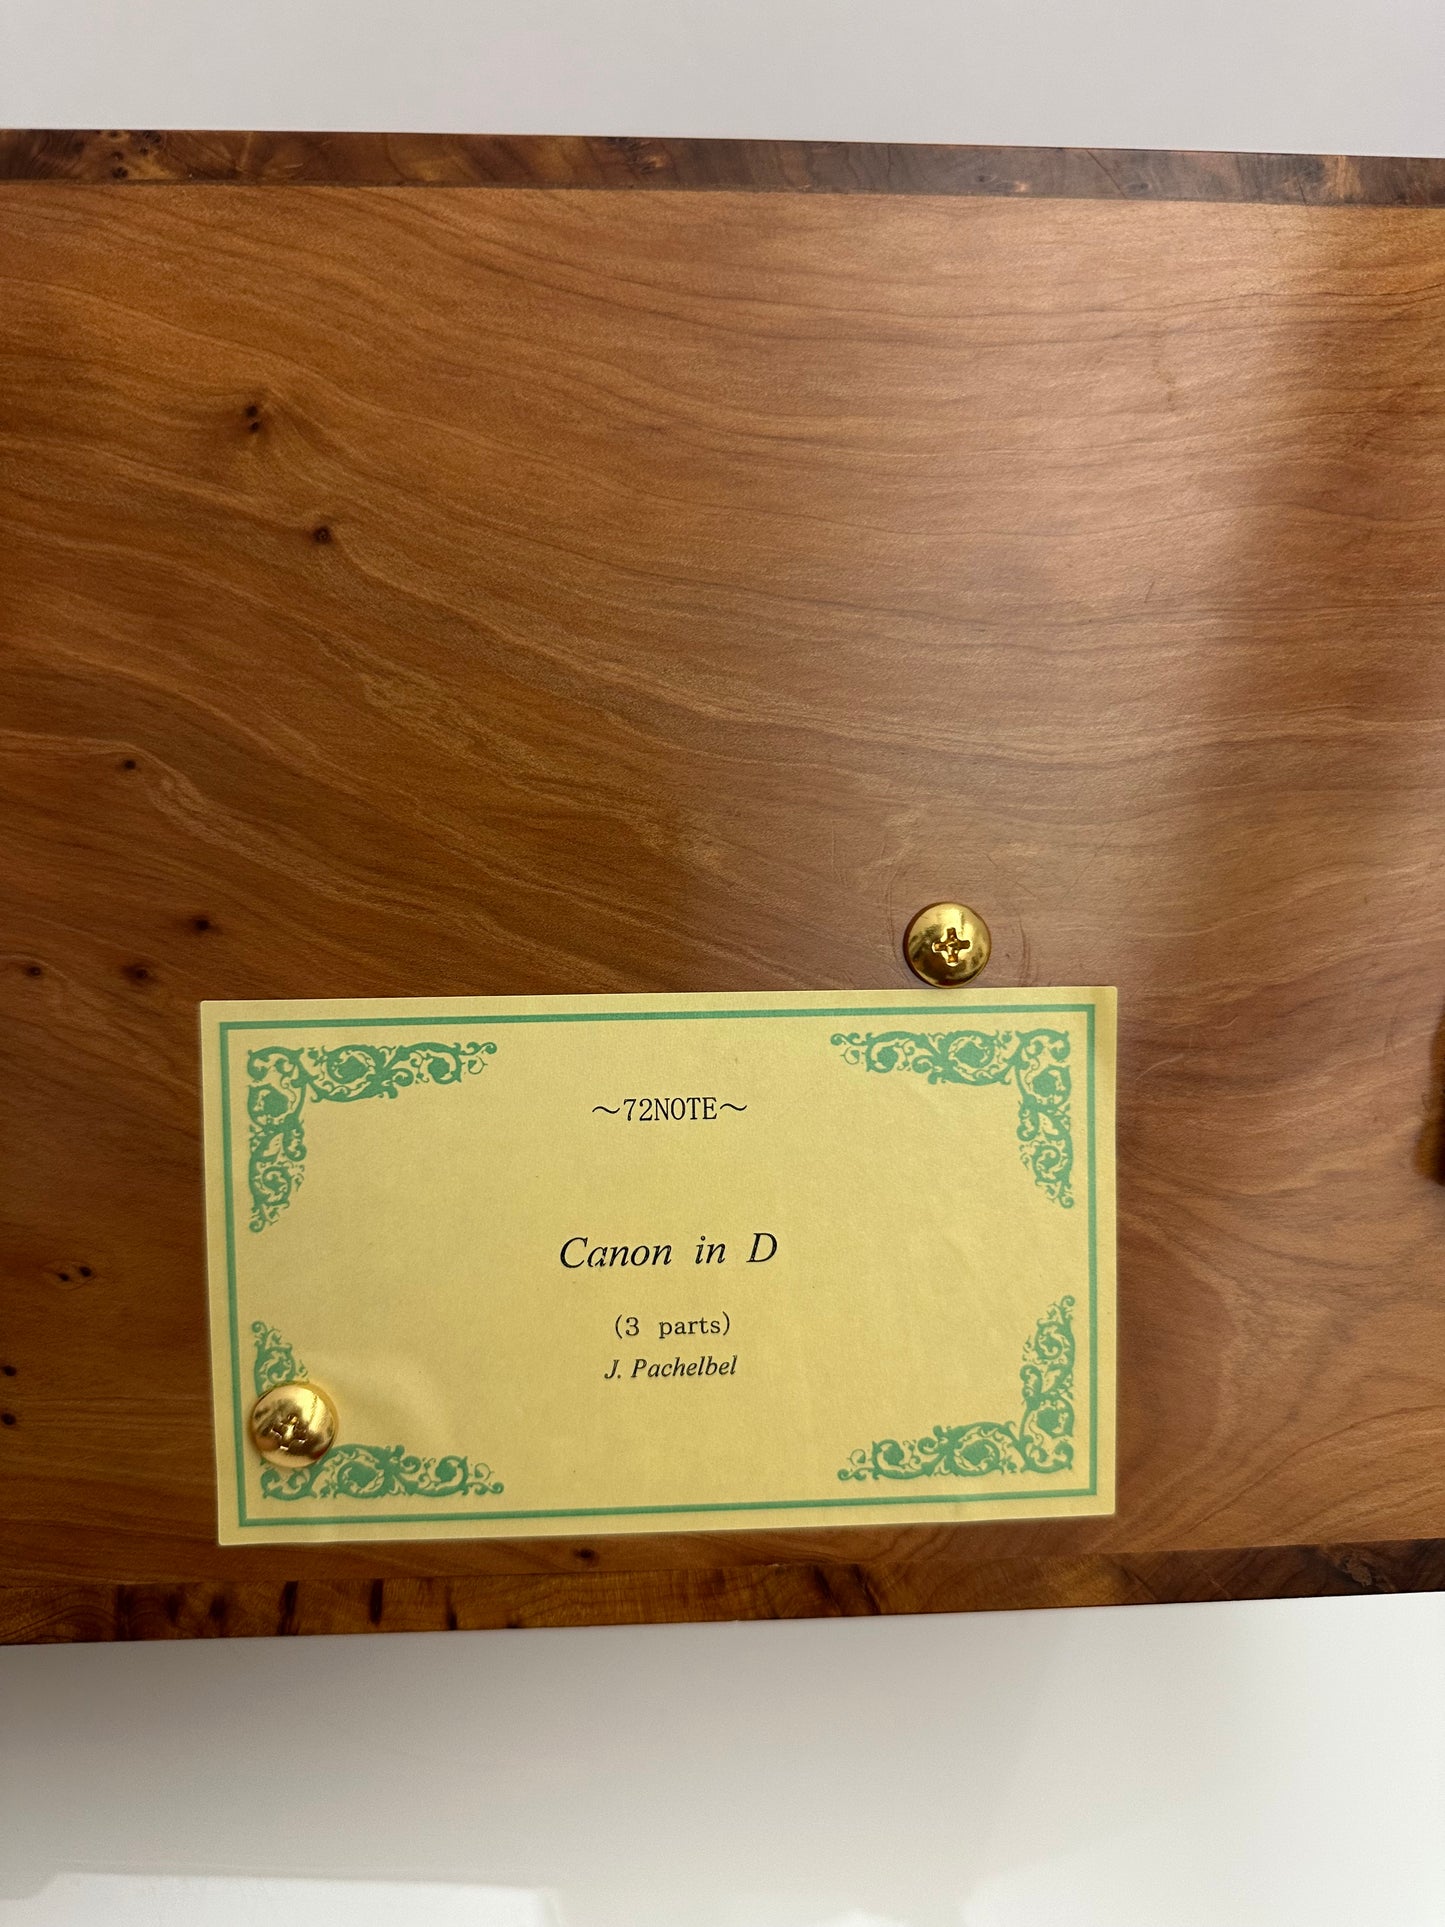 ～72NOTE～
Canon in D
(3 parts)
J. Pachelbel